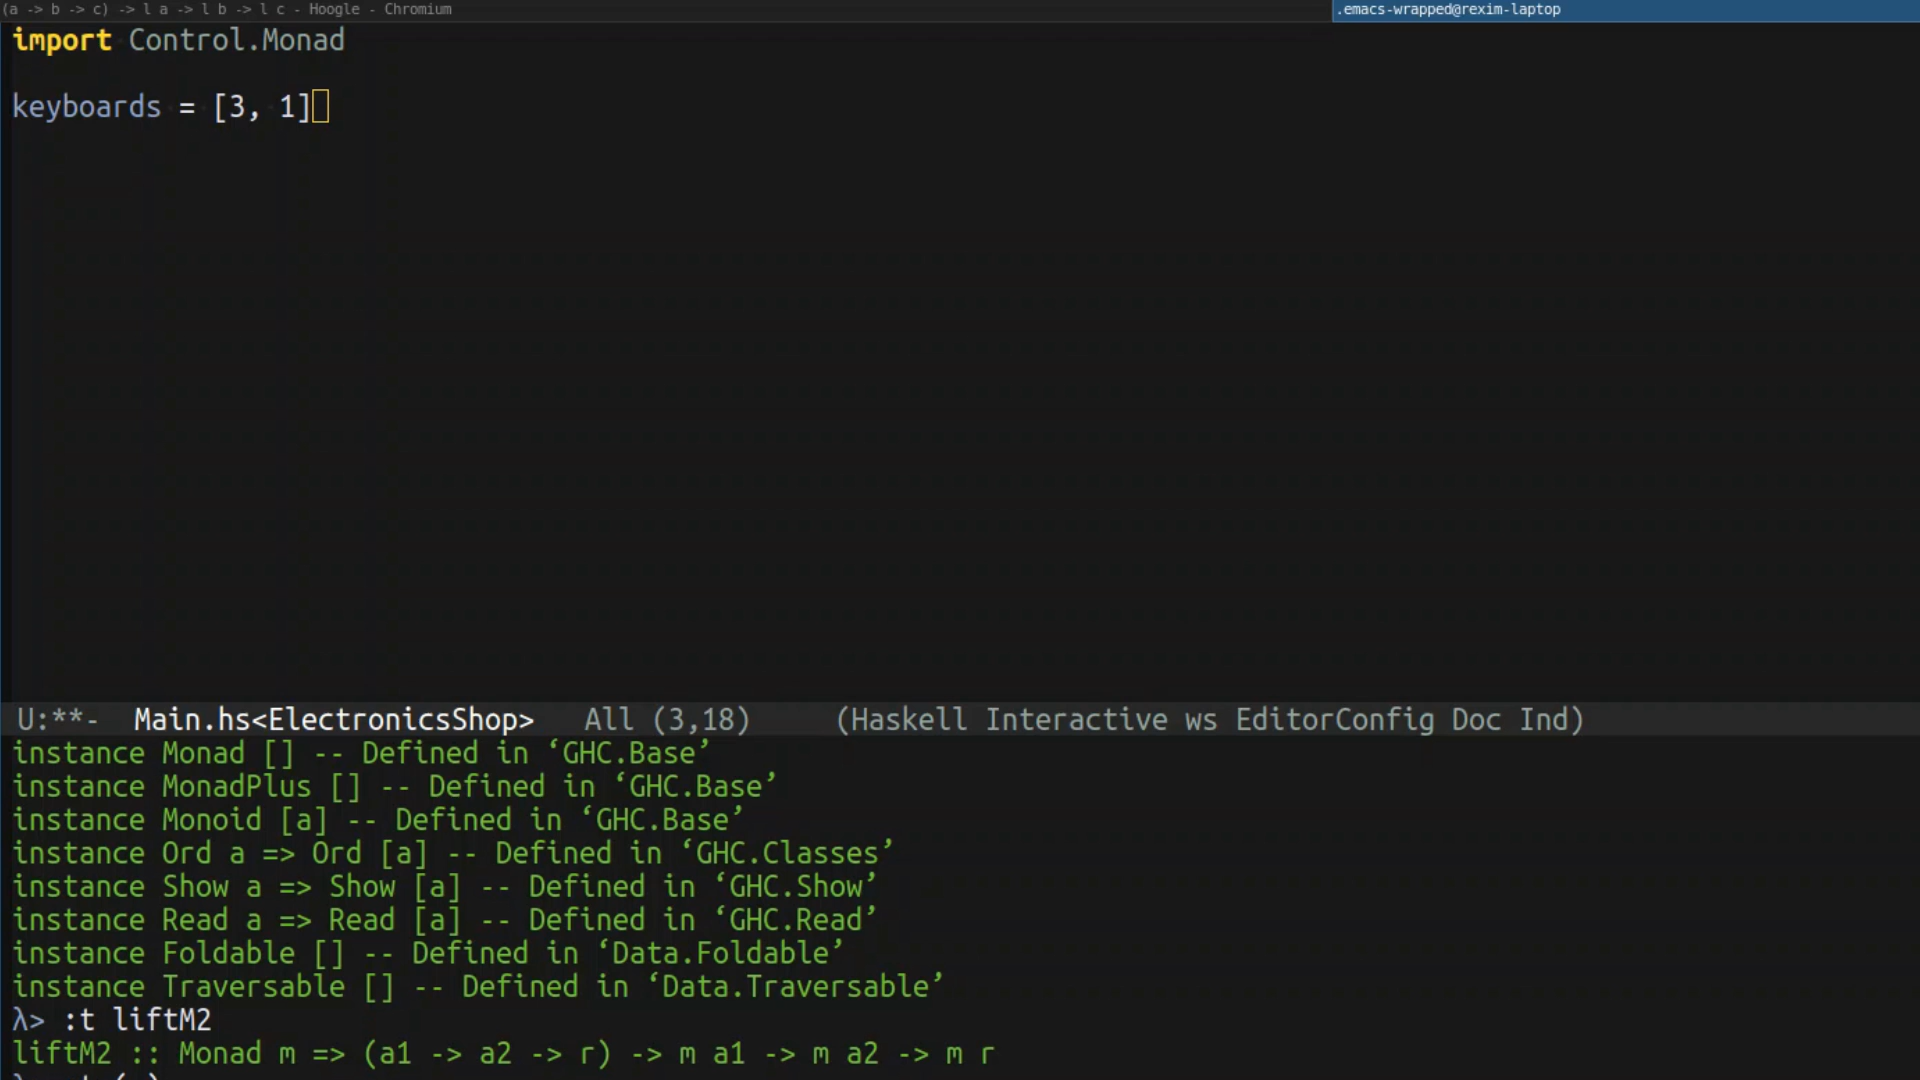 (a -> b -> c) -> l a -> l b -> l c - Hoogle - Chromium
.emacs-wrapped@rexim-laptop
import Control.Monad
keyboards = [3, 1]
U:**-  Main.hs<ElectronicsShop>   All (3,18)     (Haskell Interactive ws EditorConfig Doc Ind)
instance Monad [] -- Defined in ‘GHC.Base’
instance MonadPlus [] -- Defined in ‘GHC.Base’
instance Monoid [a] -- Defined in ‘GHC.Base’
instance Ord a => Ord [a] -- Defined in ‘GHC.Classes’
instance Show a => Show [a] -- Defined in ‘GHC.Show’
instance Read a => Read [a] -- Defined in ‘GHC.Read’
instance Foldable [] -- Defined in ‘Data.Foldable’
instance Traversable [] -- Defined in ‘Data.Traversable’
λ> :t liftM2
liftM2 :: Monad m => (a1 -> a2 -> r) -> m a1 -> m a2 -> m r